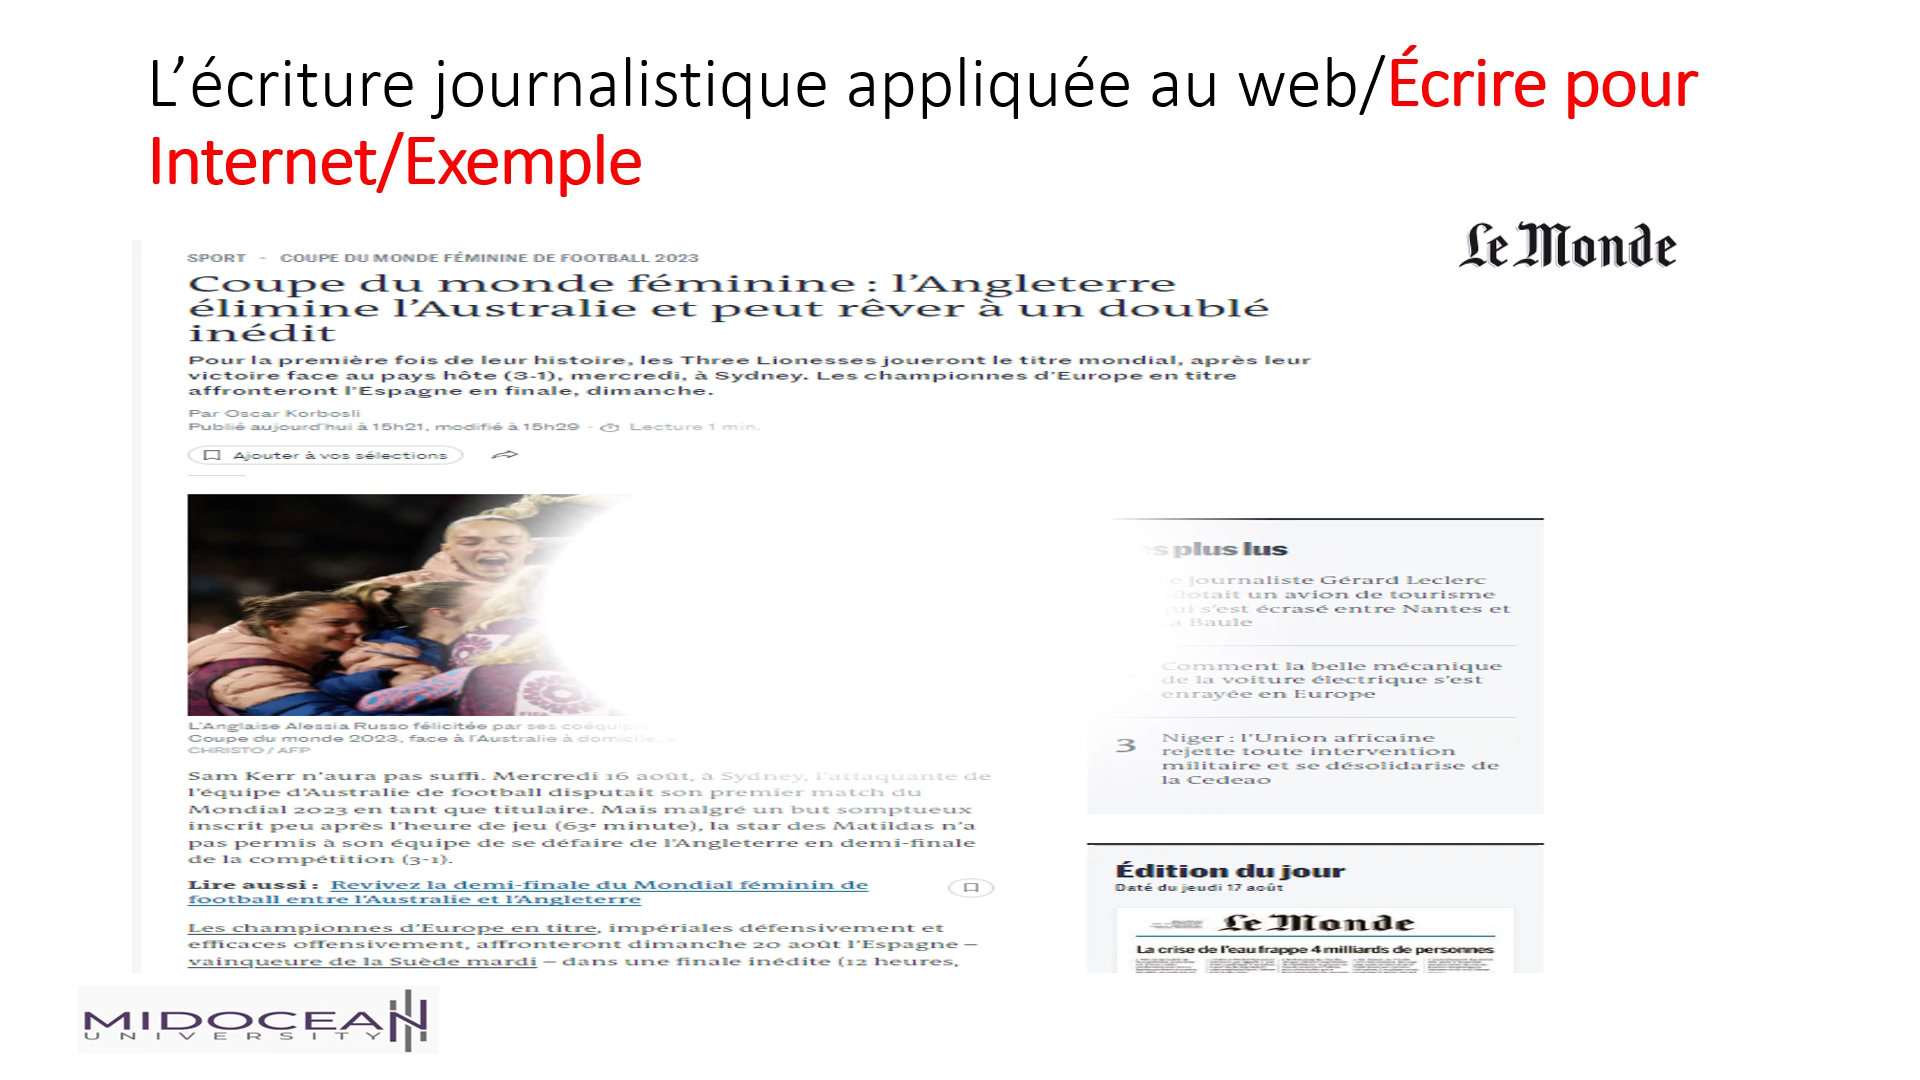 L’écriture journalistique appliquée au web/Écrire pour
Internet/Exemple
Le Monde
SPORT - COUPE DU MONDE FÉMININE DE FOOTBALL 2023
Coupe du monde féminine : l’Angleterre
élimine l’Australie et peut rêver à un doublé
inédit
Pour la première fois de leur histoire, les Three Lionesses joueront le titre mondial, après leur
victoire face au pays hôte (3-1), mercredi, à Sydney. Les championnes d’Europe en titre
affronteront l’Espagne en finale, dimanche.
Par Oscar Korbosli
Publié aujourd’hui à 15h21, modifié à 15h29 - Lecture 1 min.
Ajouter à vos sélections
L’Anglaise Alessia Russo félicitée par ses
Coupe du monde 2023, face à l’Australie à domicile,
CHRISTO / AFP
Sam Kerr n’aura pas suffi. Mercredi 16 août, à Sydney, l’attaquante de
l’équipe d’Australie de football disputait son premier match du
Mondial 2023 en tant que titulaire. Mais malgré un but somptueux
inscrit peu après l’heure de jeu (63e minute), la star des Matildas n’a
pas permis à son équipe de se défaire de l’Angleterre en demi-finale
de la compétition (3-1).
Lire aussi : Revivez la demi-finale du Mondial féminin de
football entre l’Australie et l’Angleterre
Les championnes d’Europe en titre, impériales défensivement et
efficaces offensivement, affronteront dimanche 20 août l’Espagne –
vainqueure de la Suède mardi – dans une finale inédite (12 heures,
plus lus
journaliste Gérard Leclerc
un avion de tourisme
s’est écrasé entre Nantes et
Baule
Comment la belle mécanique
de la voiture électrique s’est
enrayée en Europe
3
Niger : l’Union africaine
rejette toute intervention
militaire et se désolidarise de
la Cedeao
Édition du jour
Daté du jeudi 17 août
Le Monde
La crise de l’eau frappe 4 milliards de personnes
MIDOCEAN
UNIVERSITY